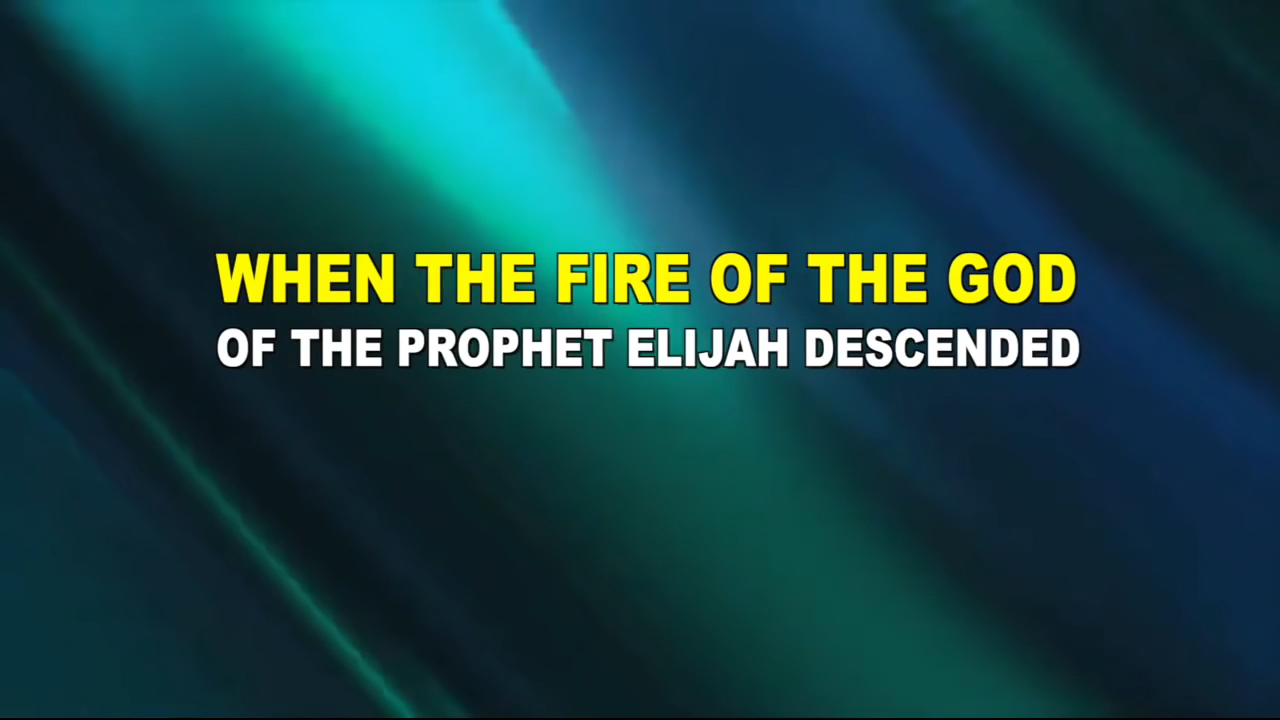 WHEN THE FIRE OF THE GOD
OF THE PROPHET ELIJAH DESCENDED